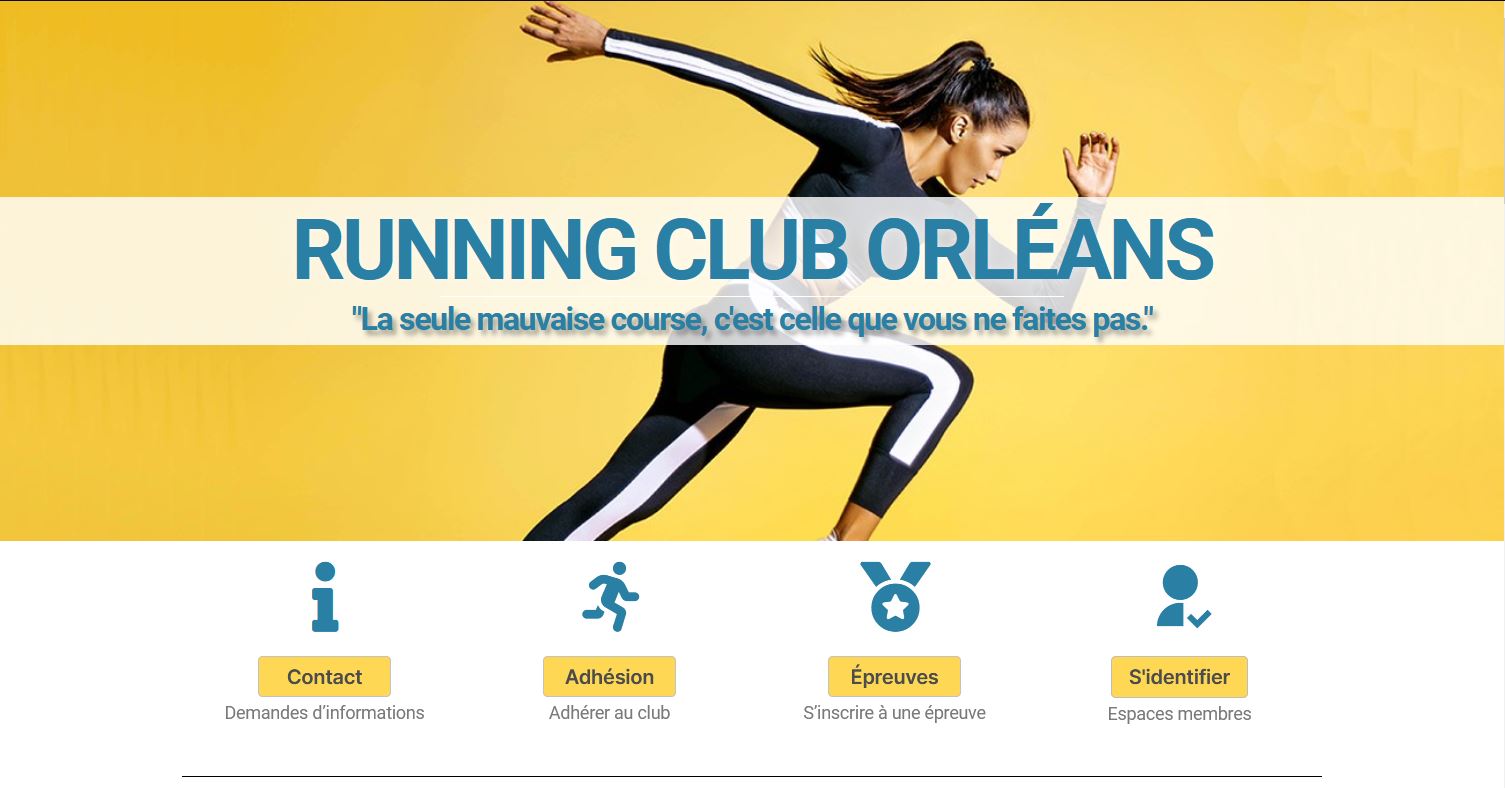 RUNNING CLUB ORLÉANS
"La seule mauvaise course, c'est celle que vous ne faites pas."
Contact
Demandes d’informations
Adhésion
Adhérer au club
Épreuves
S’inscrire à une épreuve
S'identifier
Espaces membres